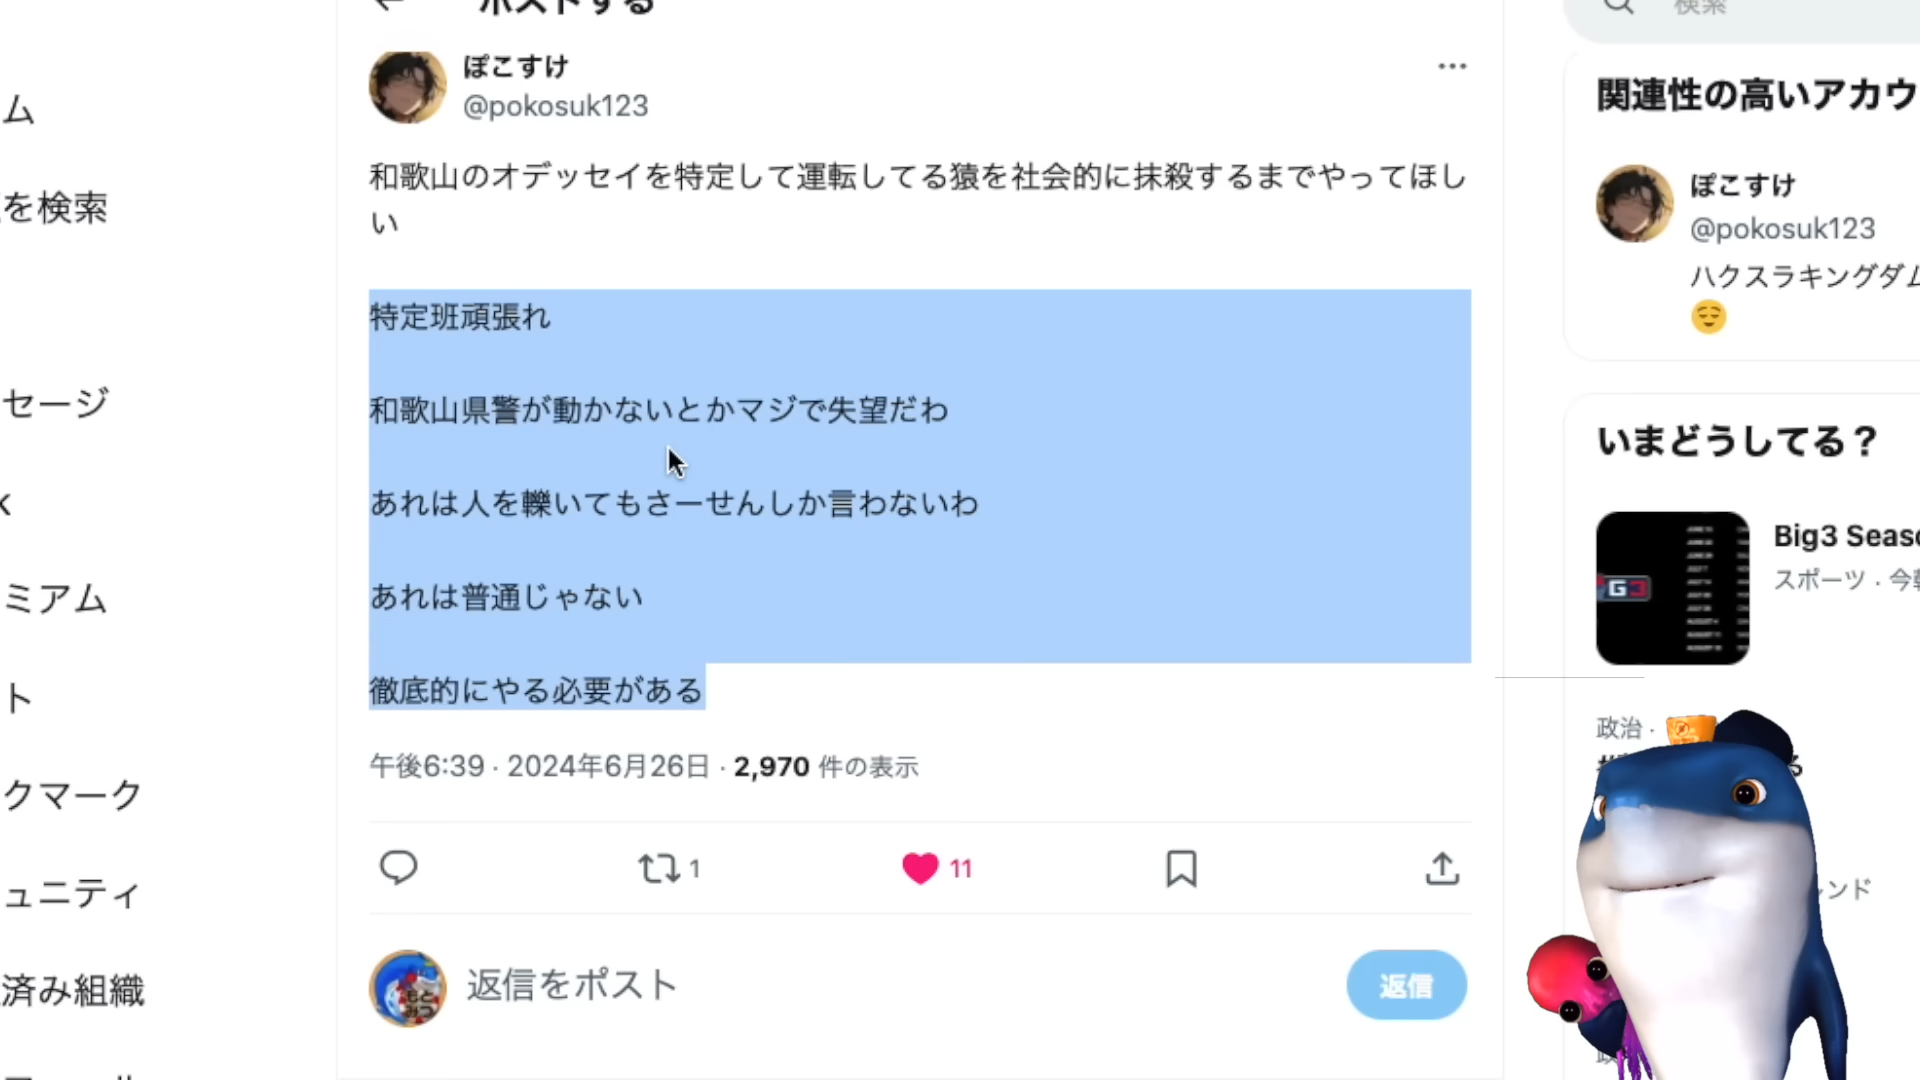 ポストする
検索
ム
を検索
セージ
ミアム
ト
クマーク
ュニティ
済み組織
ぽこすけ
@pokosuk123
和歌山のオデッセイを特定して運転してる猿を社会的に抹殺するまでやってほし
い
特定班頑張れ
和歌山県警が動かないとかマジで失望だわ
あれは人を轢いてもさーせんしか言わないわ
あれは普通じゃない
徹底的にやる必要がある
午後6:39 · 2024年6月26日 · 2,970 件の表示
1
11
返信をポスト
返信
関連性の高いアカウ
ぽこすけ
@pokosuk123
ハクスラキングダム
いまどうしてる？
Big3 Seaso
スポーツ · 今
政治 ·
ンド